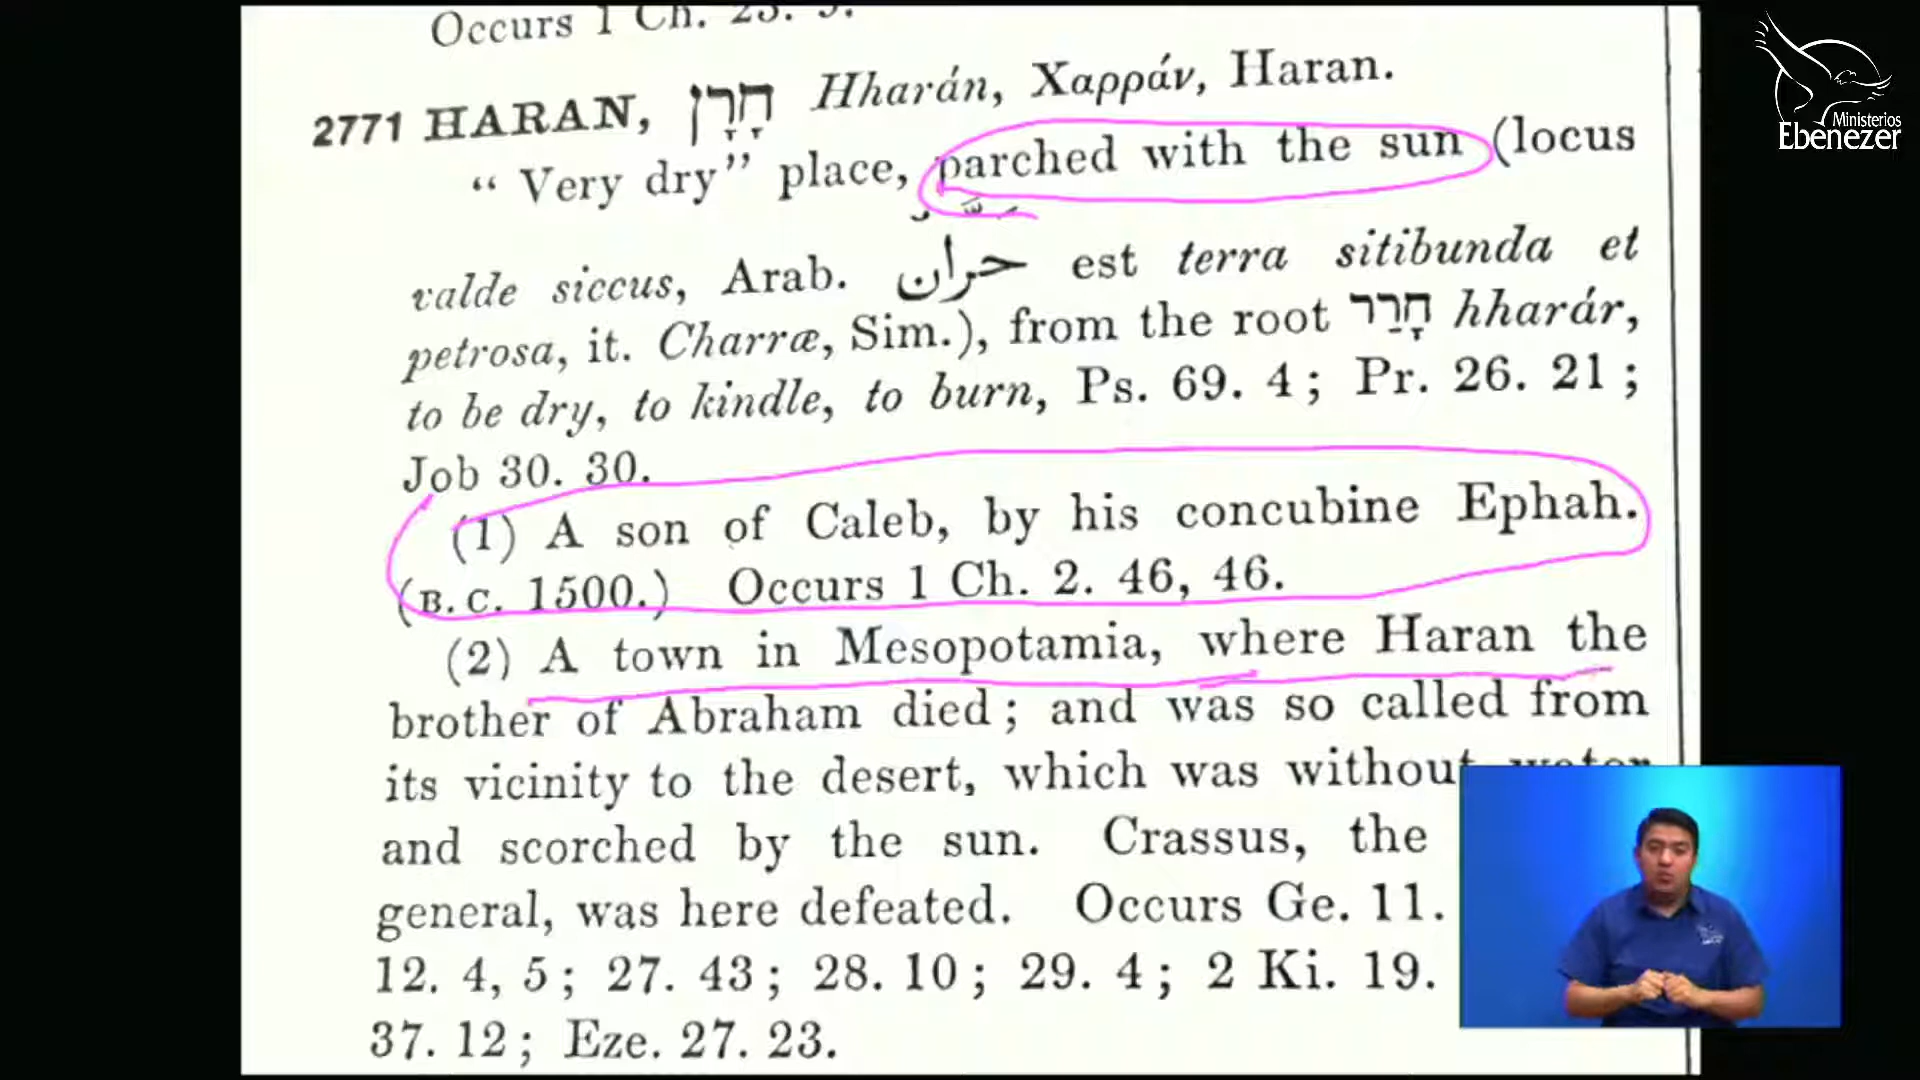 Occurs 1 Ch. 23. 9.
2771 HARAN, חָרָן Hharán, Χαρράν, Haran.
“ Very dry” place, parched with the sun (locus
valde siccus, Arab. حران est terra sitibunda et
petrosa, it. Charræ, Sim.), from the root חָרַר hharár,
to be dry, to kindle, to burn, Ps. 69. 4 ; Pr. 26. 21 ;
Job 30. 30.
(1) A son of Caleb, by his concubine Ephah.
(B.C. 1500.) Occurs 1 Ch. 2. 46, 46.
(2) A town in Mesopotamia, where Haran the
brother of Abraham died ; and was so called from
its vicinity to the desert, which was without water
and scorched by the sun. Crassus, the
general, was here defeated. Occurs Ge. 11.
12. 4, 5 ; 27. 43 ; 28. 10 ; 29. 4 ; 2 Ki. 19.
37. 12 ; Eze. 27. 23.
Ministerios
Ebenezer